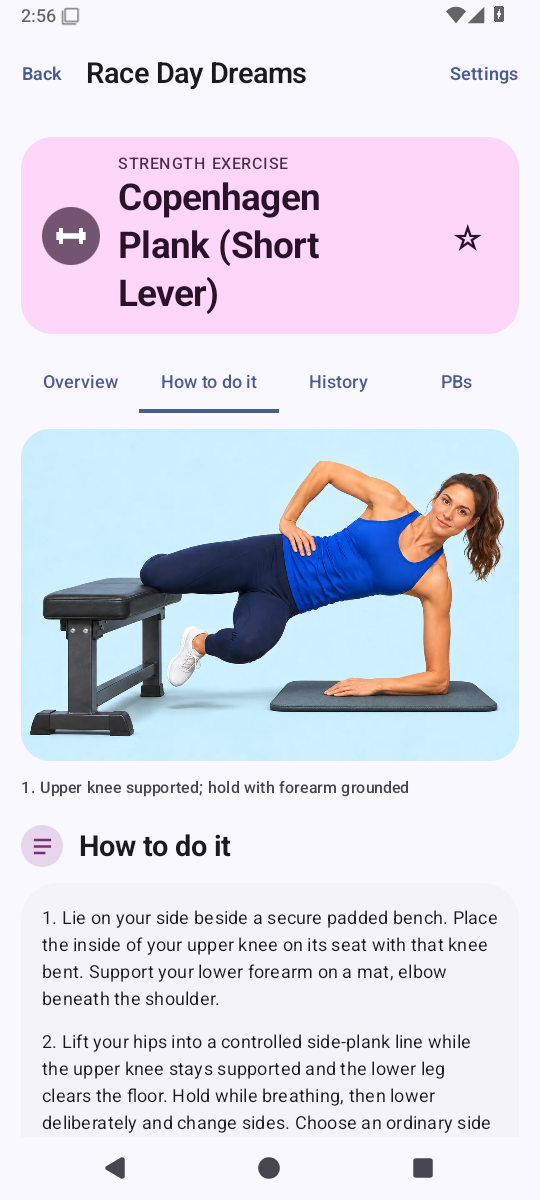 2:56
Back
Race Day Dreams
Settings
STRENGTH EXERCISE
Copenhagen
Plank (Short
Lever)
Overview
How to do it
History
PBs
1. Upper knee supported; hold with forearm grounded
How to do it
1. Lie on your side beside a secure padded bench. Place
the inside of your upper knee on its seat with that knee
bent. Support your lower forearm on a mat, elbow
beneath the shoulder.
2. Lift your hips into a controlled side-plank line while
the upper knee stays supported and the lower leg
clears the floor. Hold while breathing, then lower
deliberately and change sides. Choose an ordinary side